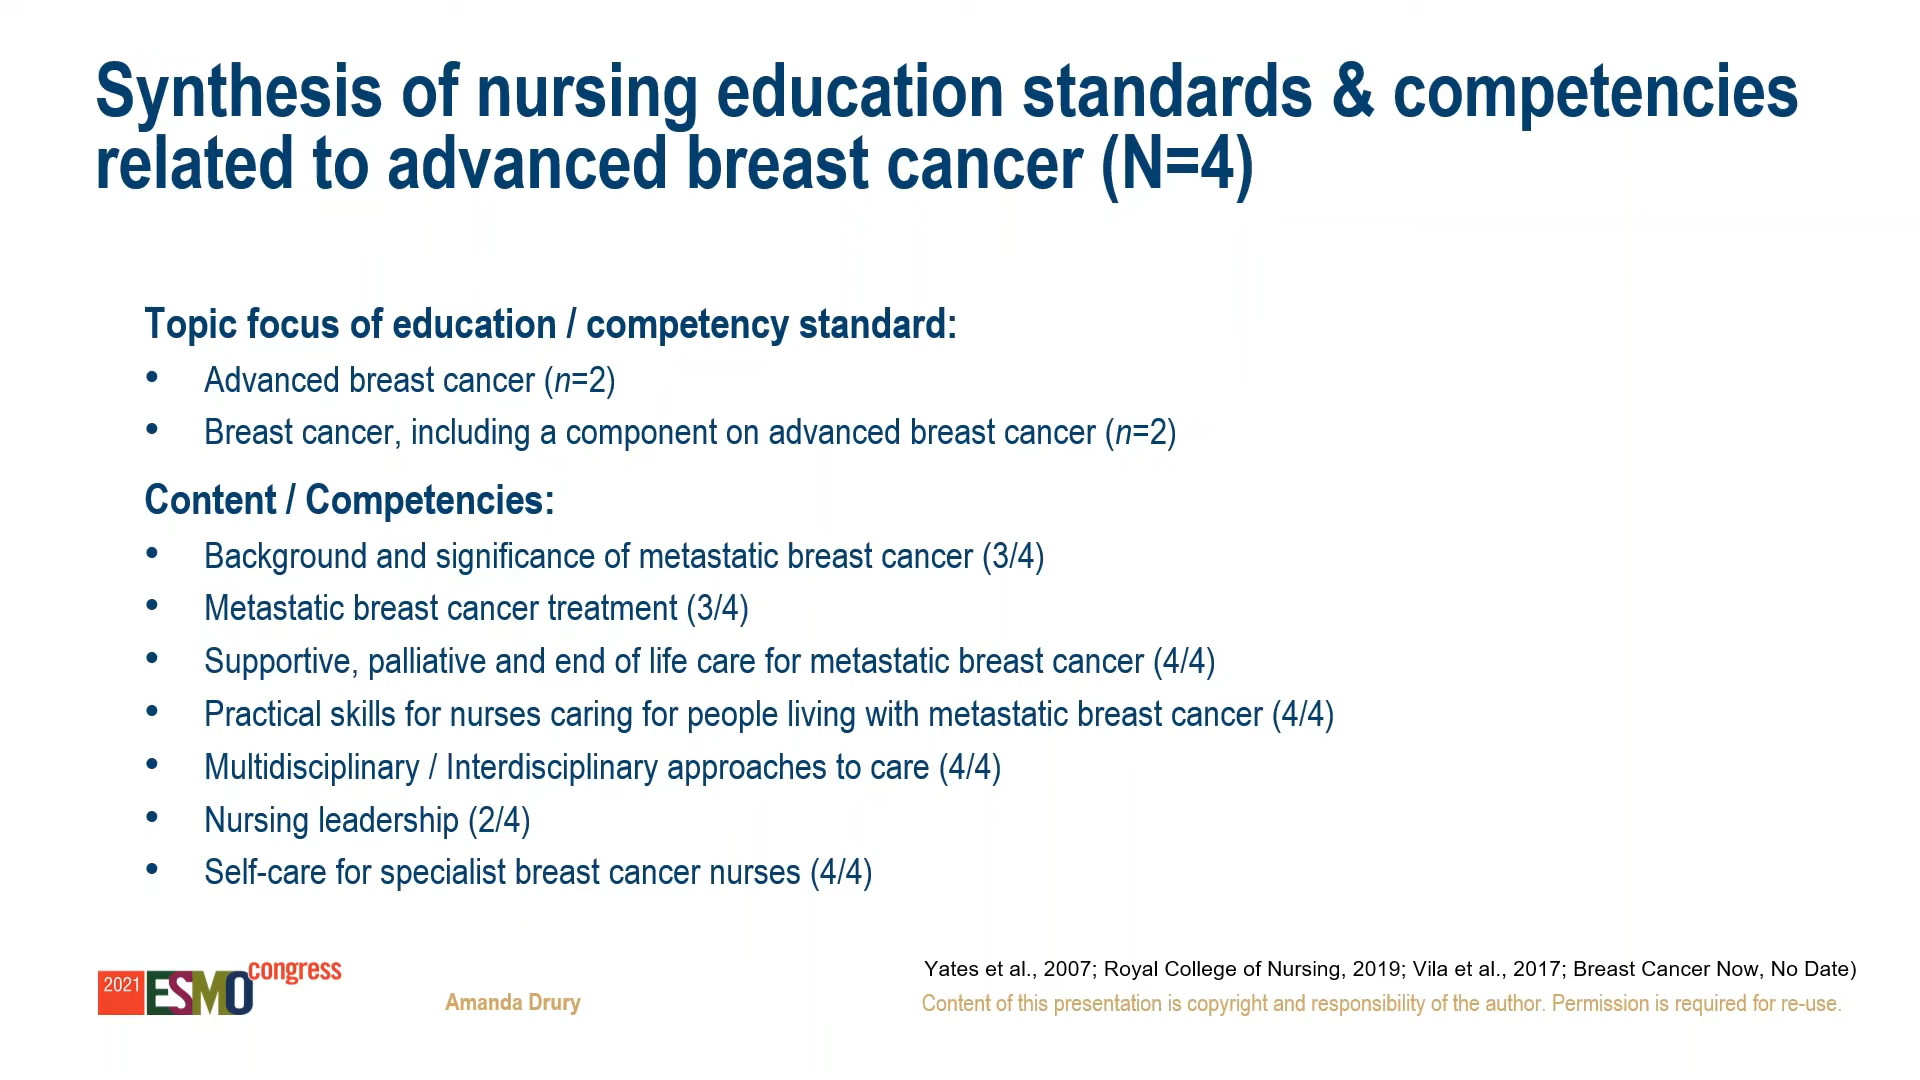 Synthesis of nursing education standards & competencies
related to advanced breast cancer (N=4)
Topic focus of education / competency standard:
• Advanced breast cancer (n=2)
• Breast cancer, including a component on advanced breast cancer (n=2)
Content / Competencies:
• Background and significance of metastatic breast cancer (3/4)
• Metastatic breast cancer treatment (3/4)
• Supportive, palliative and end of life care for metastatic breast cancer (4/4)
• Practical skills for nurses caring for people living with metastatic breast cancer (4/4)
• Multidisciplinary / Interdisciplinary approaches to care (4/4)
• Nursing leadership (2/4)
• Self-care for specialist breast cancer nurses (4/4)
2021 ESMO congress
Amanda Drury
Yates et al., 2007; Royal College of Nursing, 2019; Vila et al., 2017; Breast Cancer Now, No Date)
Content of this presentation is copyright and responsibility of the author. Permission is required for re-use.